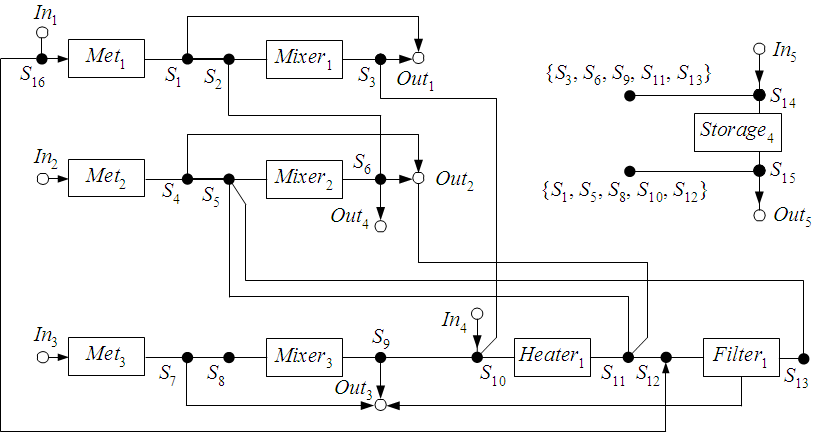 In1
Met1
S16
S1
S2
Mixer1
S3
Out1
In5
{S3, S6, S9, S11, S13}
S14
Storage4
In2
Met2
S4
S5
Mixer2
S6
Out2
Out4
{S1, S5, S8, S10, S12}
S15
Out5
In3
Met3
S7
S8
Mixer3
S9
Out3
In4
S10
Heater1
S11
S12
Filter1
S13